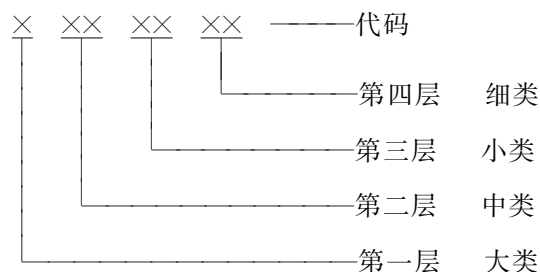 × ×× ×× ×× 代码
第四层 细类
第三层 小类
第二层 中类
第一层 大类